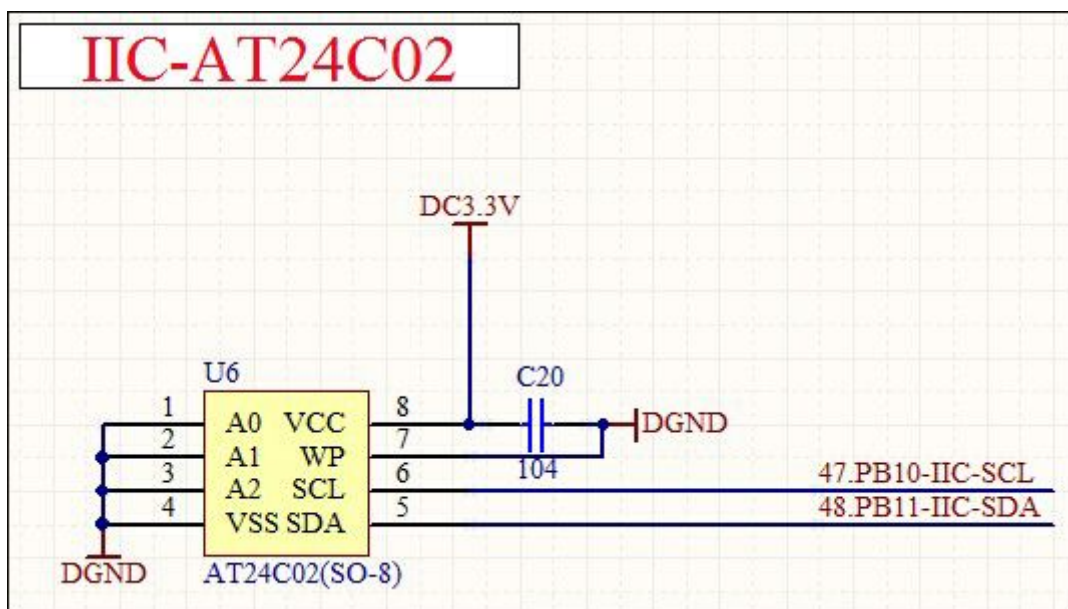 IIC-AT24C02
DC3.3V
U6
C20
1 A0 VCC 8
DGND
2 A1 WP 7
104
3 A2 SCL 6
47.PB10-IIC-SCL
4 VSS SDA 5
48.PB11-IIC-SDA
DGND
AT24C02(SO-8)